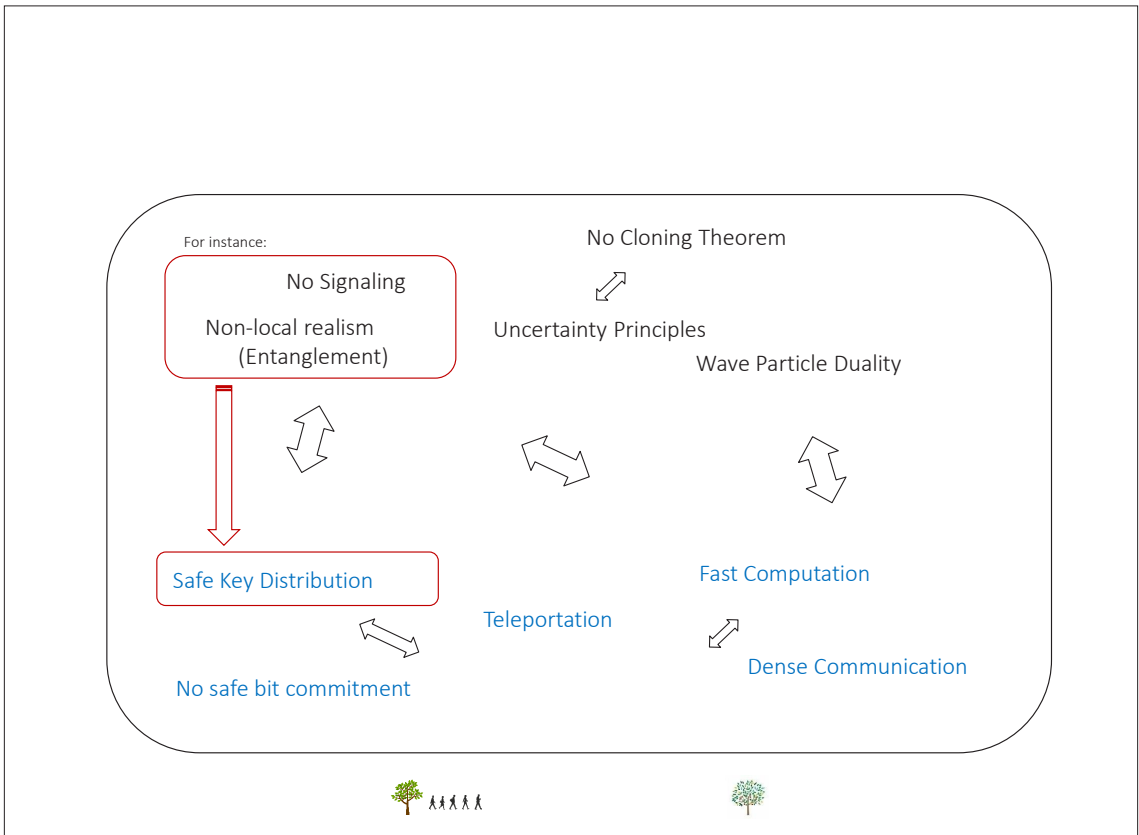 For instance:
No Cloning Theorem
No Signaling
Non-local realism
(Entanglement)
Uncertainty Principles
Wave Particle Duality
Safe Key Distribution
Fast Computation
Teleportation
Dense Communication
No safe bit commitment